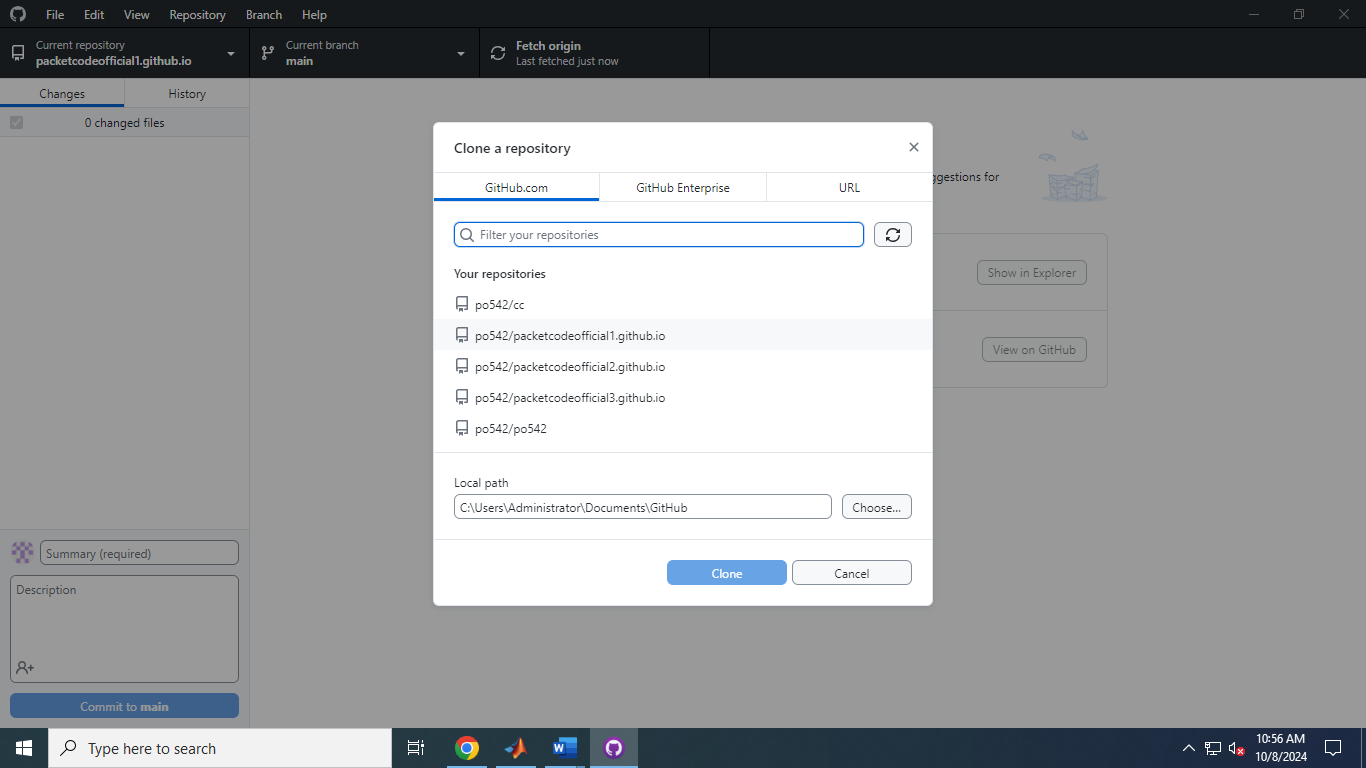 File Edit View Repository Branch Help
Current repository
packetcodeofficial1.github.io
Current branch
main
Fetch origin
Last fetched just now
Changes History
0 changed files
Clone a repository
GitHub.com GitHub Enterprise URL
Filter your repositories
Your repositories
po542/cc
po542/packetcodeofficial1.github.io
po542/packetcodeofficial2.github.io
po542/packetcodeofficial3.github.io
po542/po542
Local path
C:\Users\Administrator\Documents\GitHub
Choose...
Clone Cancel
ggestions for
Show in Explorer
View on GitHub
Summary (required)
Description
Commit to main
Type here to search
10:56 AM
10/8/2024